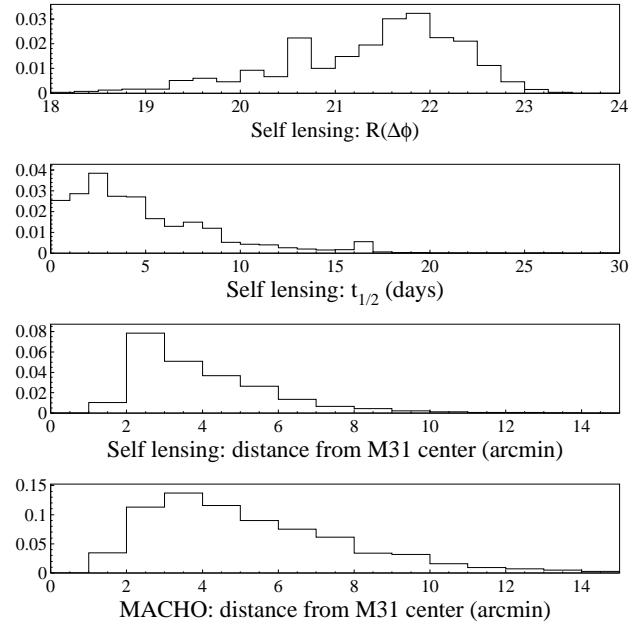 0.03
0.02
0.01
0
18 19 20 21 22 23 24
Self lensing: R(Δϕ)
0.04
0.03
0.02
0.01
0
0 5 10 15 20 25 30
Self lensing: t1/2 (days)
0.08
0.06
0.04
0.02
0
0 2 4 6 8 10 12 14
Self lensing: distance from M31 center (arcmin)
0.15
0.1
0.05
0
0 2 4 6 8 10 12 14
MACHO: distance from M31 center (arcmin)